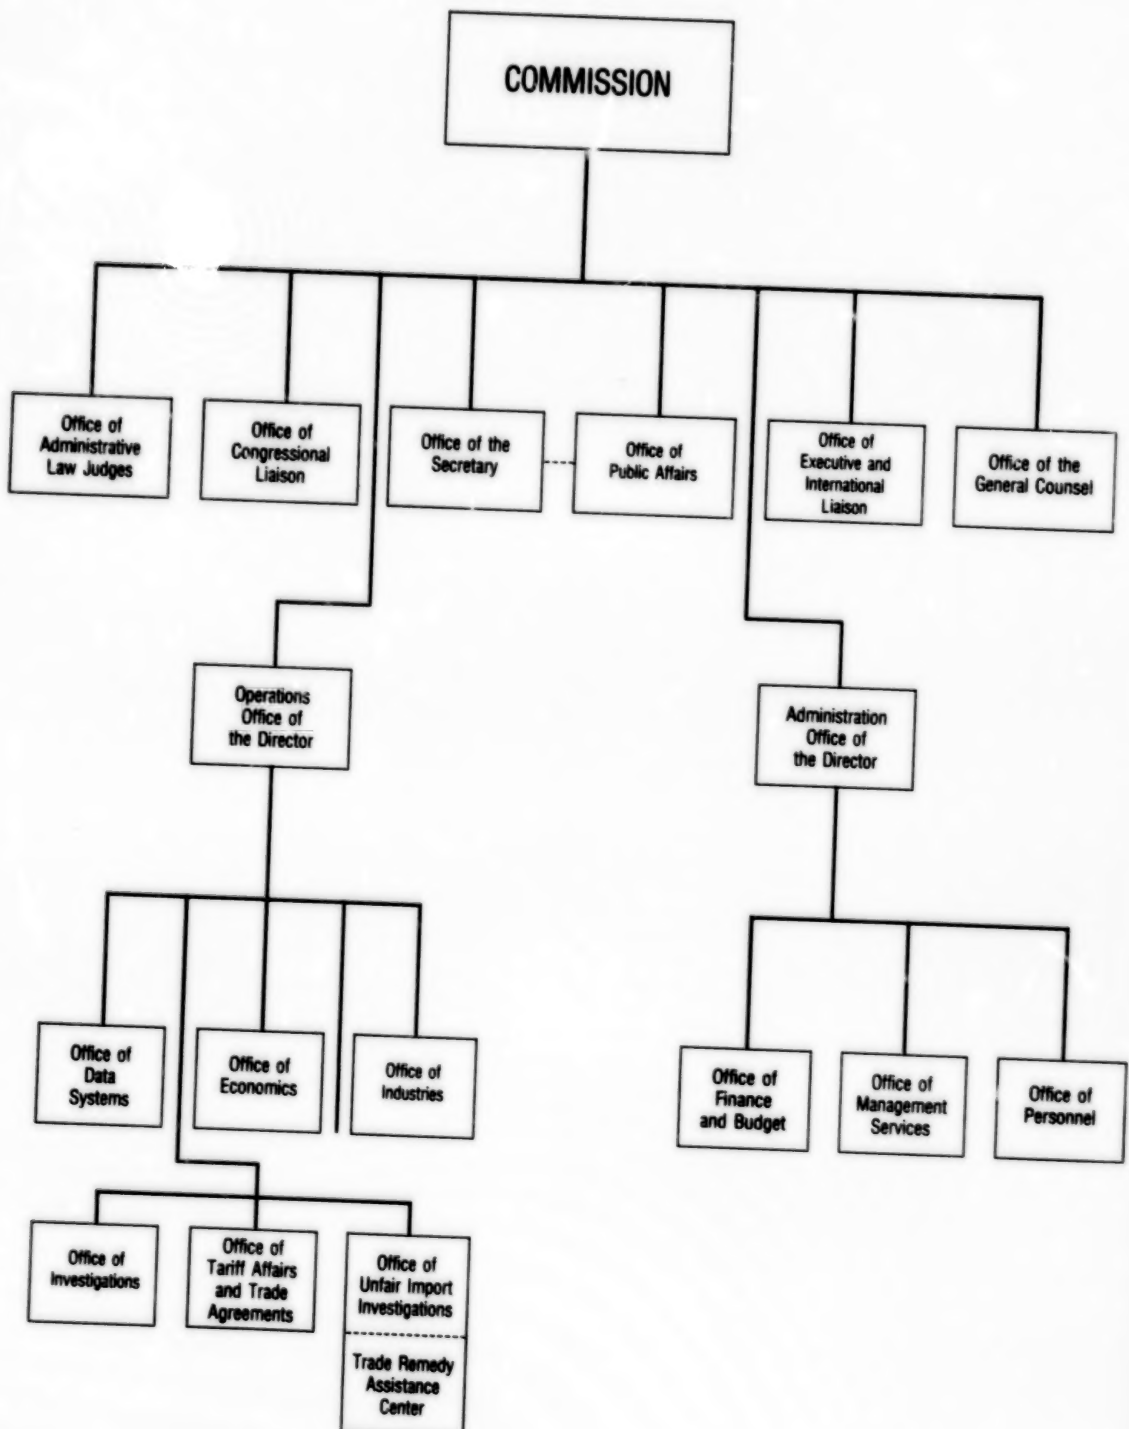 COMMISSION
Office of
Administrative
Law Judges
Office of
Congressional
Liaison
Office of the
Secretary
Office of
Public Affairs
Office of
Executive and
International
Liaison
Office of the
General Counsel
Operations
Office of
the Director
Administration
Office of
the Director
Office of
Data
Systems
Office of
Economics
Office of
Industries
Office of
Finance
and Budget
Office of
Management
Services
Office of
Personnel
Office of
Investigations
Office of
Tariff Affairs
and Trade
Agreements
Office of
Unfair Import
Investigations
Trade Remedy
Assistance
Center